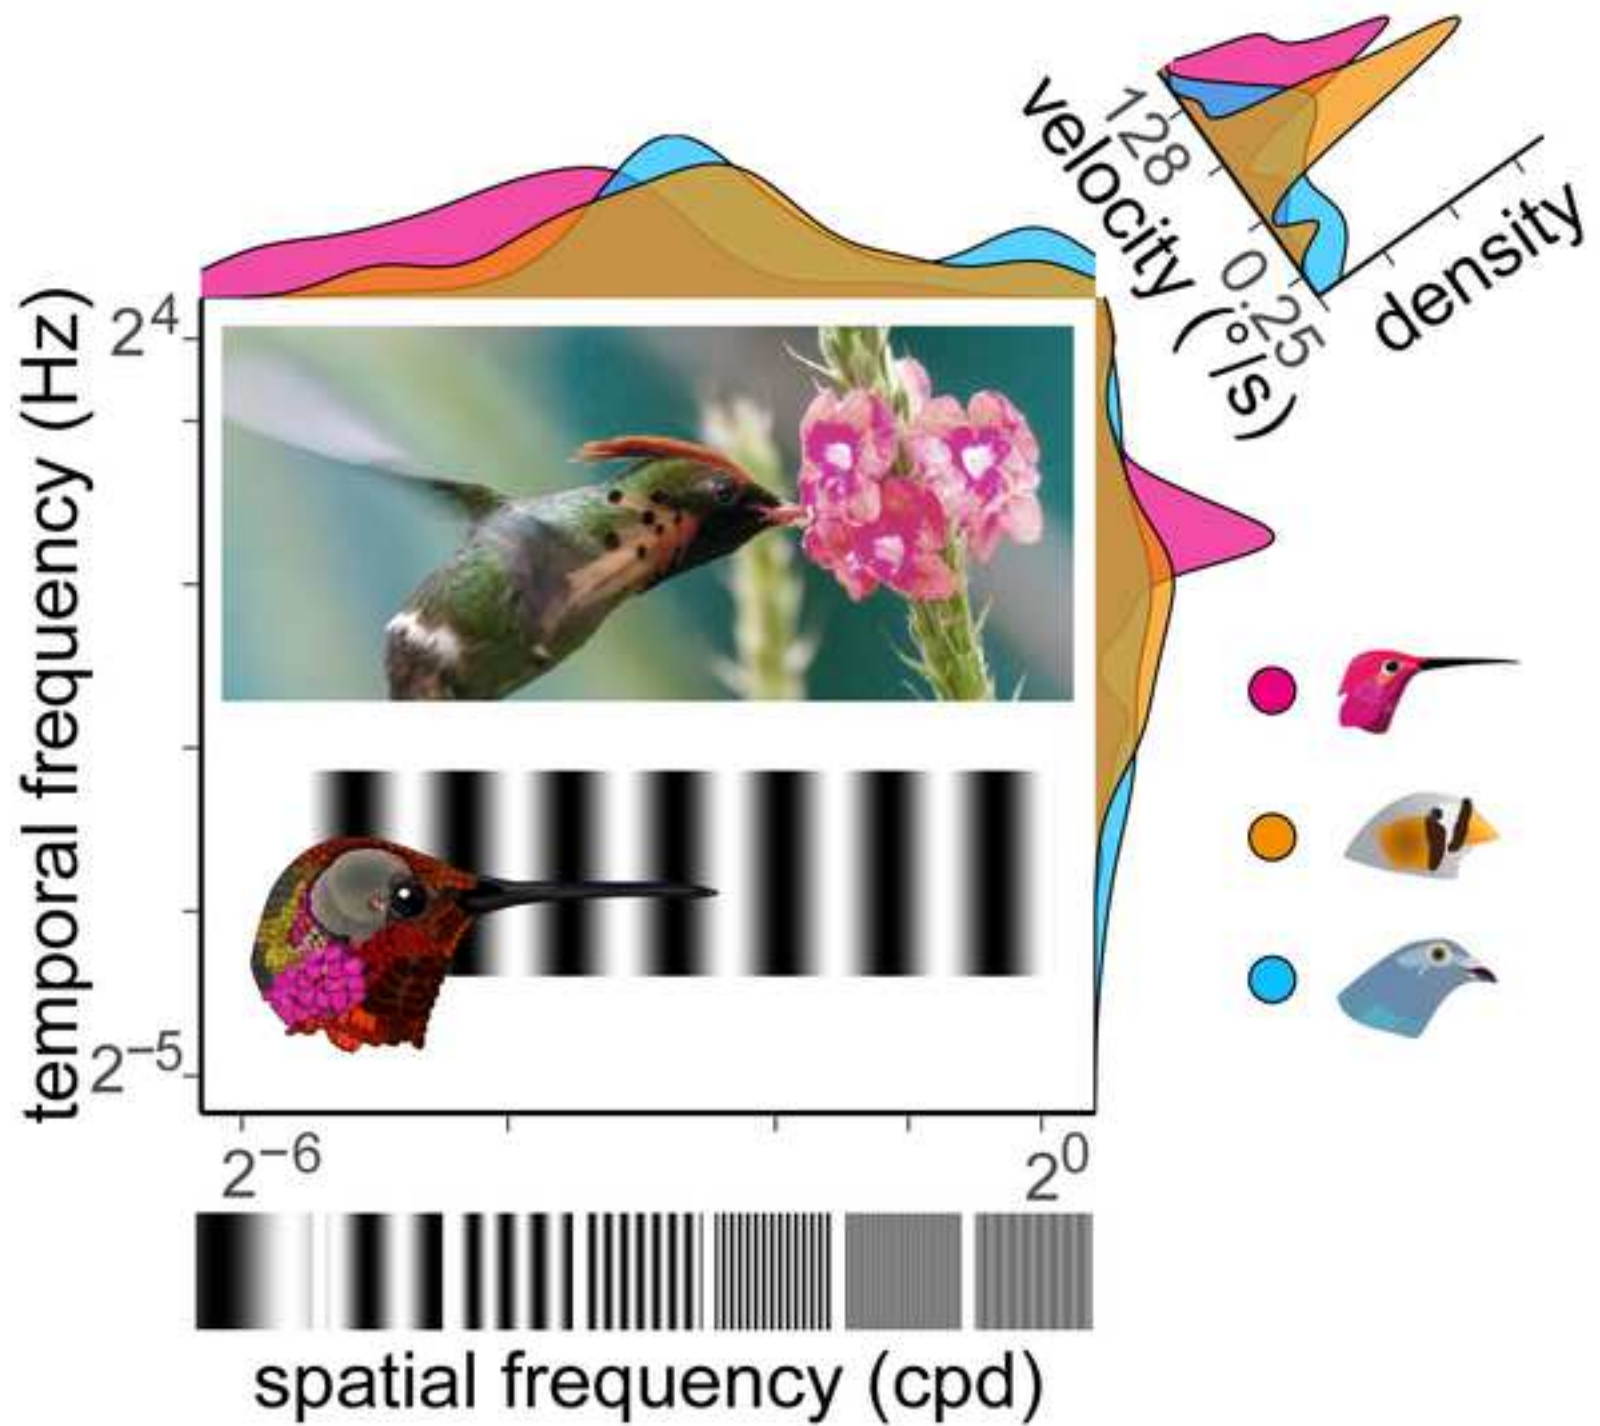 velocity (°/s)
128
0.25
density
temporal frequency (Hz)
2⁴
2⁻⁵
2⁻⁶
2⁰
spatial frequency (cpd)